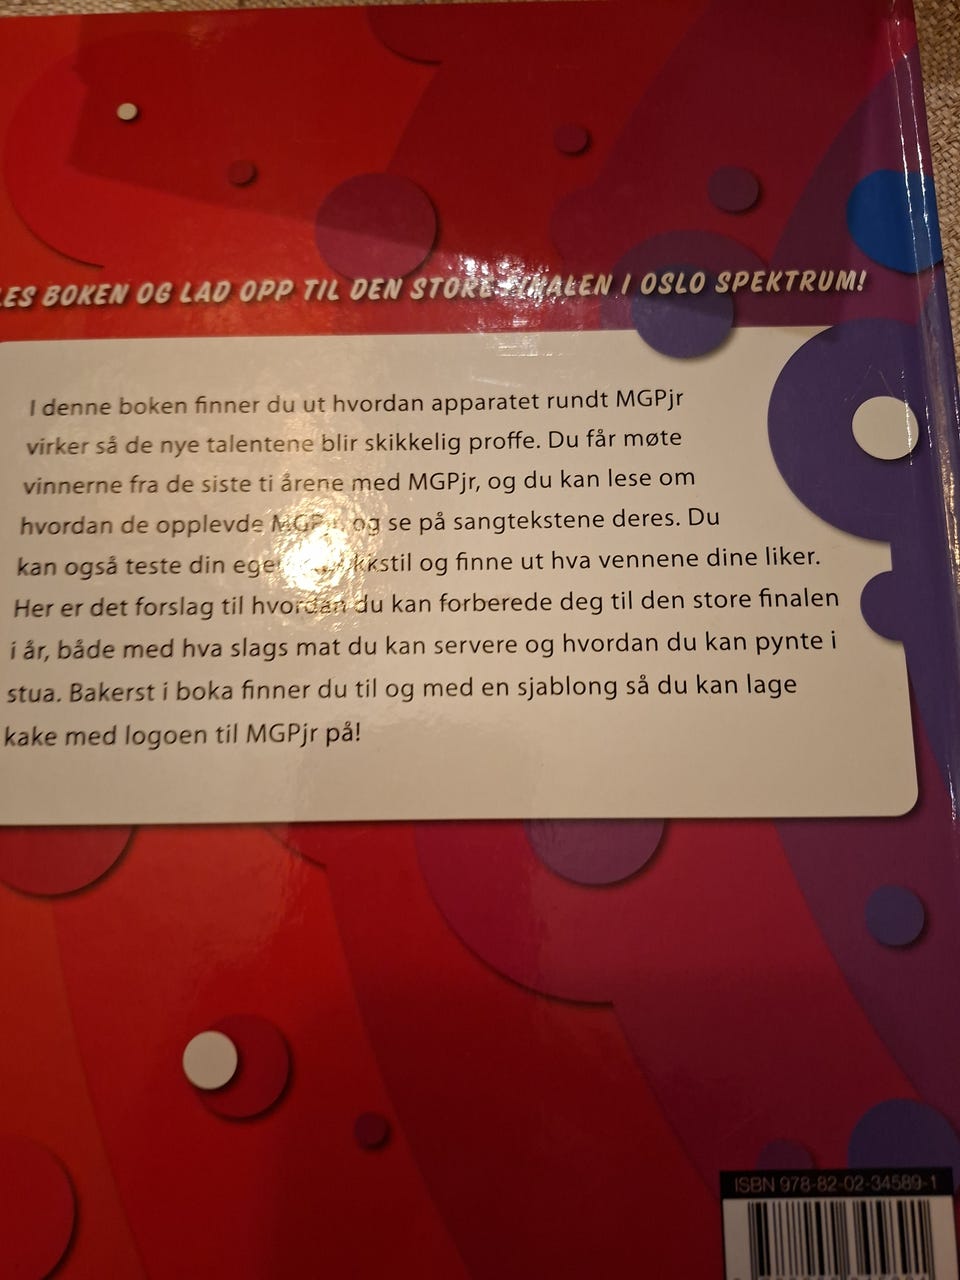 LES BOKEN OG LAD OPP TIL DEN STORE FINALEN I OSLO SPEKTRUM!
I denne boken finner du ut hvordan apparatet rundt MGPjr
virker så de nye talentene blir skikkelig proffe. Du får møte
vinnerne fra de siste ti årene med MGPjr, og du kan lese om
hvordan de opplevde MGPjr, og se på sangtekstene deres. Du
kan også teste din egen og finne ut hva vennene dine liker.
Her er det forslag til hvordan du kan forberede deg til den store finalen
i år, både med hva slags mat du kan servere og hvordan du kan pynte i
stua. Bakerst i boka finner du til og med en sjablong så du kan lage
kake med logoen til MGPjr på!
ISBN 978-82-02-34589-1